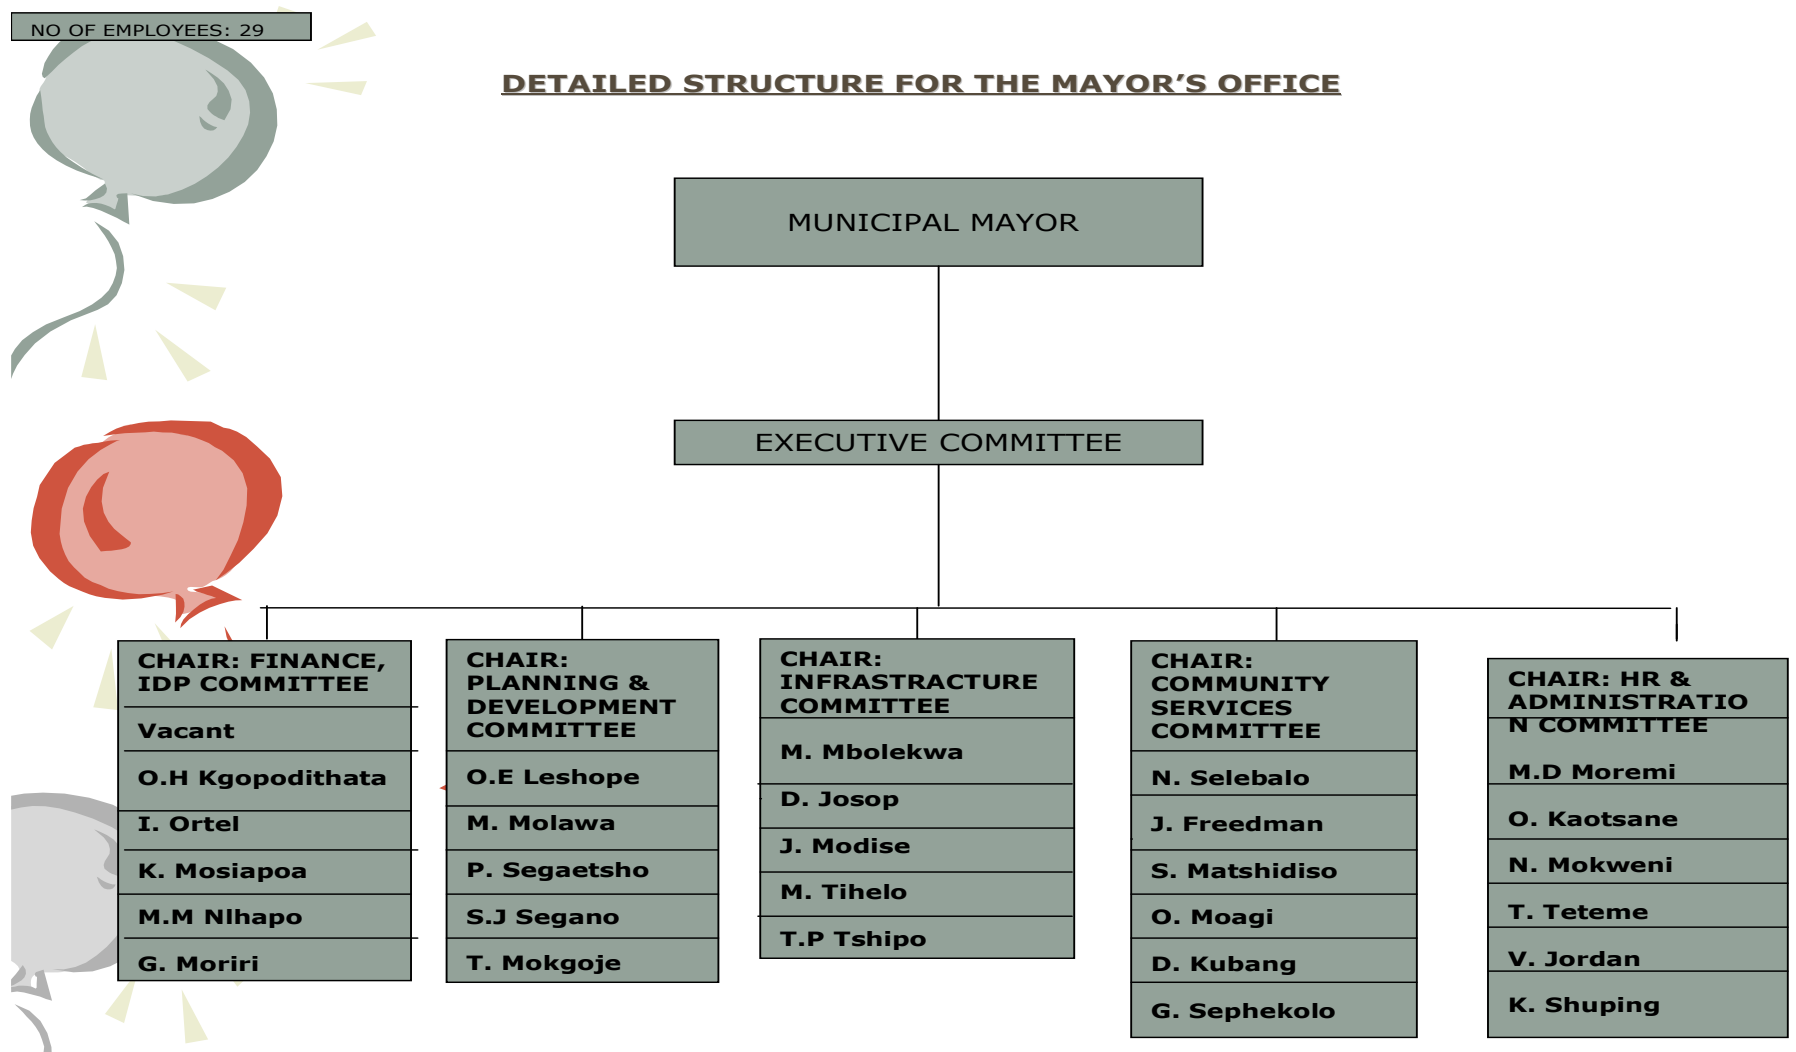 NO OF EMPLOYEES: 29
DETAILED STRUCTURE FOR THE MAYOR’S OFFICE
MUNICIPAL MAYOR
EXECUTIVE COMMITTEE
CHAIR: FINANCE,
IDP COMMITTEE
Vacant
O.H Kgopodithata
I. Ortel
K. Mosiapoa
M.M Nlhapo
G. Moriri
CHAIR:
PLANNING &
DEVELOPMENT
COMMITTEE
O.E Leshope
M. Molawa
P. Segaetsho
S.J Segano
T. Mokgoje
CHAIR:
INFRASTRACTURE
COMMITTEE
M. Mbolekwa
D. Josop
J. Modise
M. Tihelo
T.P Tshipo
CHAIR:
COMMUNITY
SERVICES
COMMITTEE
N. Selebalo
J. Freedman
S. Matshidiso
O. Moagi
D. Kubang
G. Sephekolo
CHAIR: HR &
ADMINISTRATIO
N COMMITTEE
M.D Moremi
O. Kaotsane
N. Mokweni
T. Teteme
V. Jordan
K. Shuping